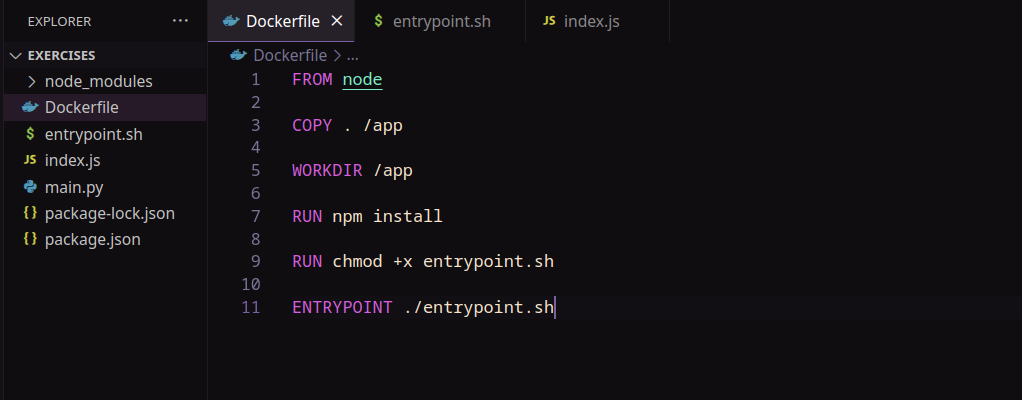 EXPLORER ...
EXERCISES
node_modules
Dockerfile
$ entrypoint.sh
JS index.js
main.py
{} package-lock.json
{} package.json
Dockerfile × $ entrypoint.sh JS index.js
Dockerfile > ...
1 FROM node
2
3 COPY . /app
4
5 WORKDIR /app
6
7 RUN npm install
8
9 RUN chmod +x entrypoint.sh
10
11 ENTRYPOINT ./entrypoint.sh